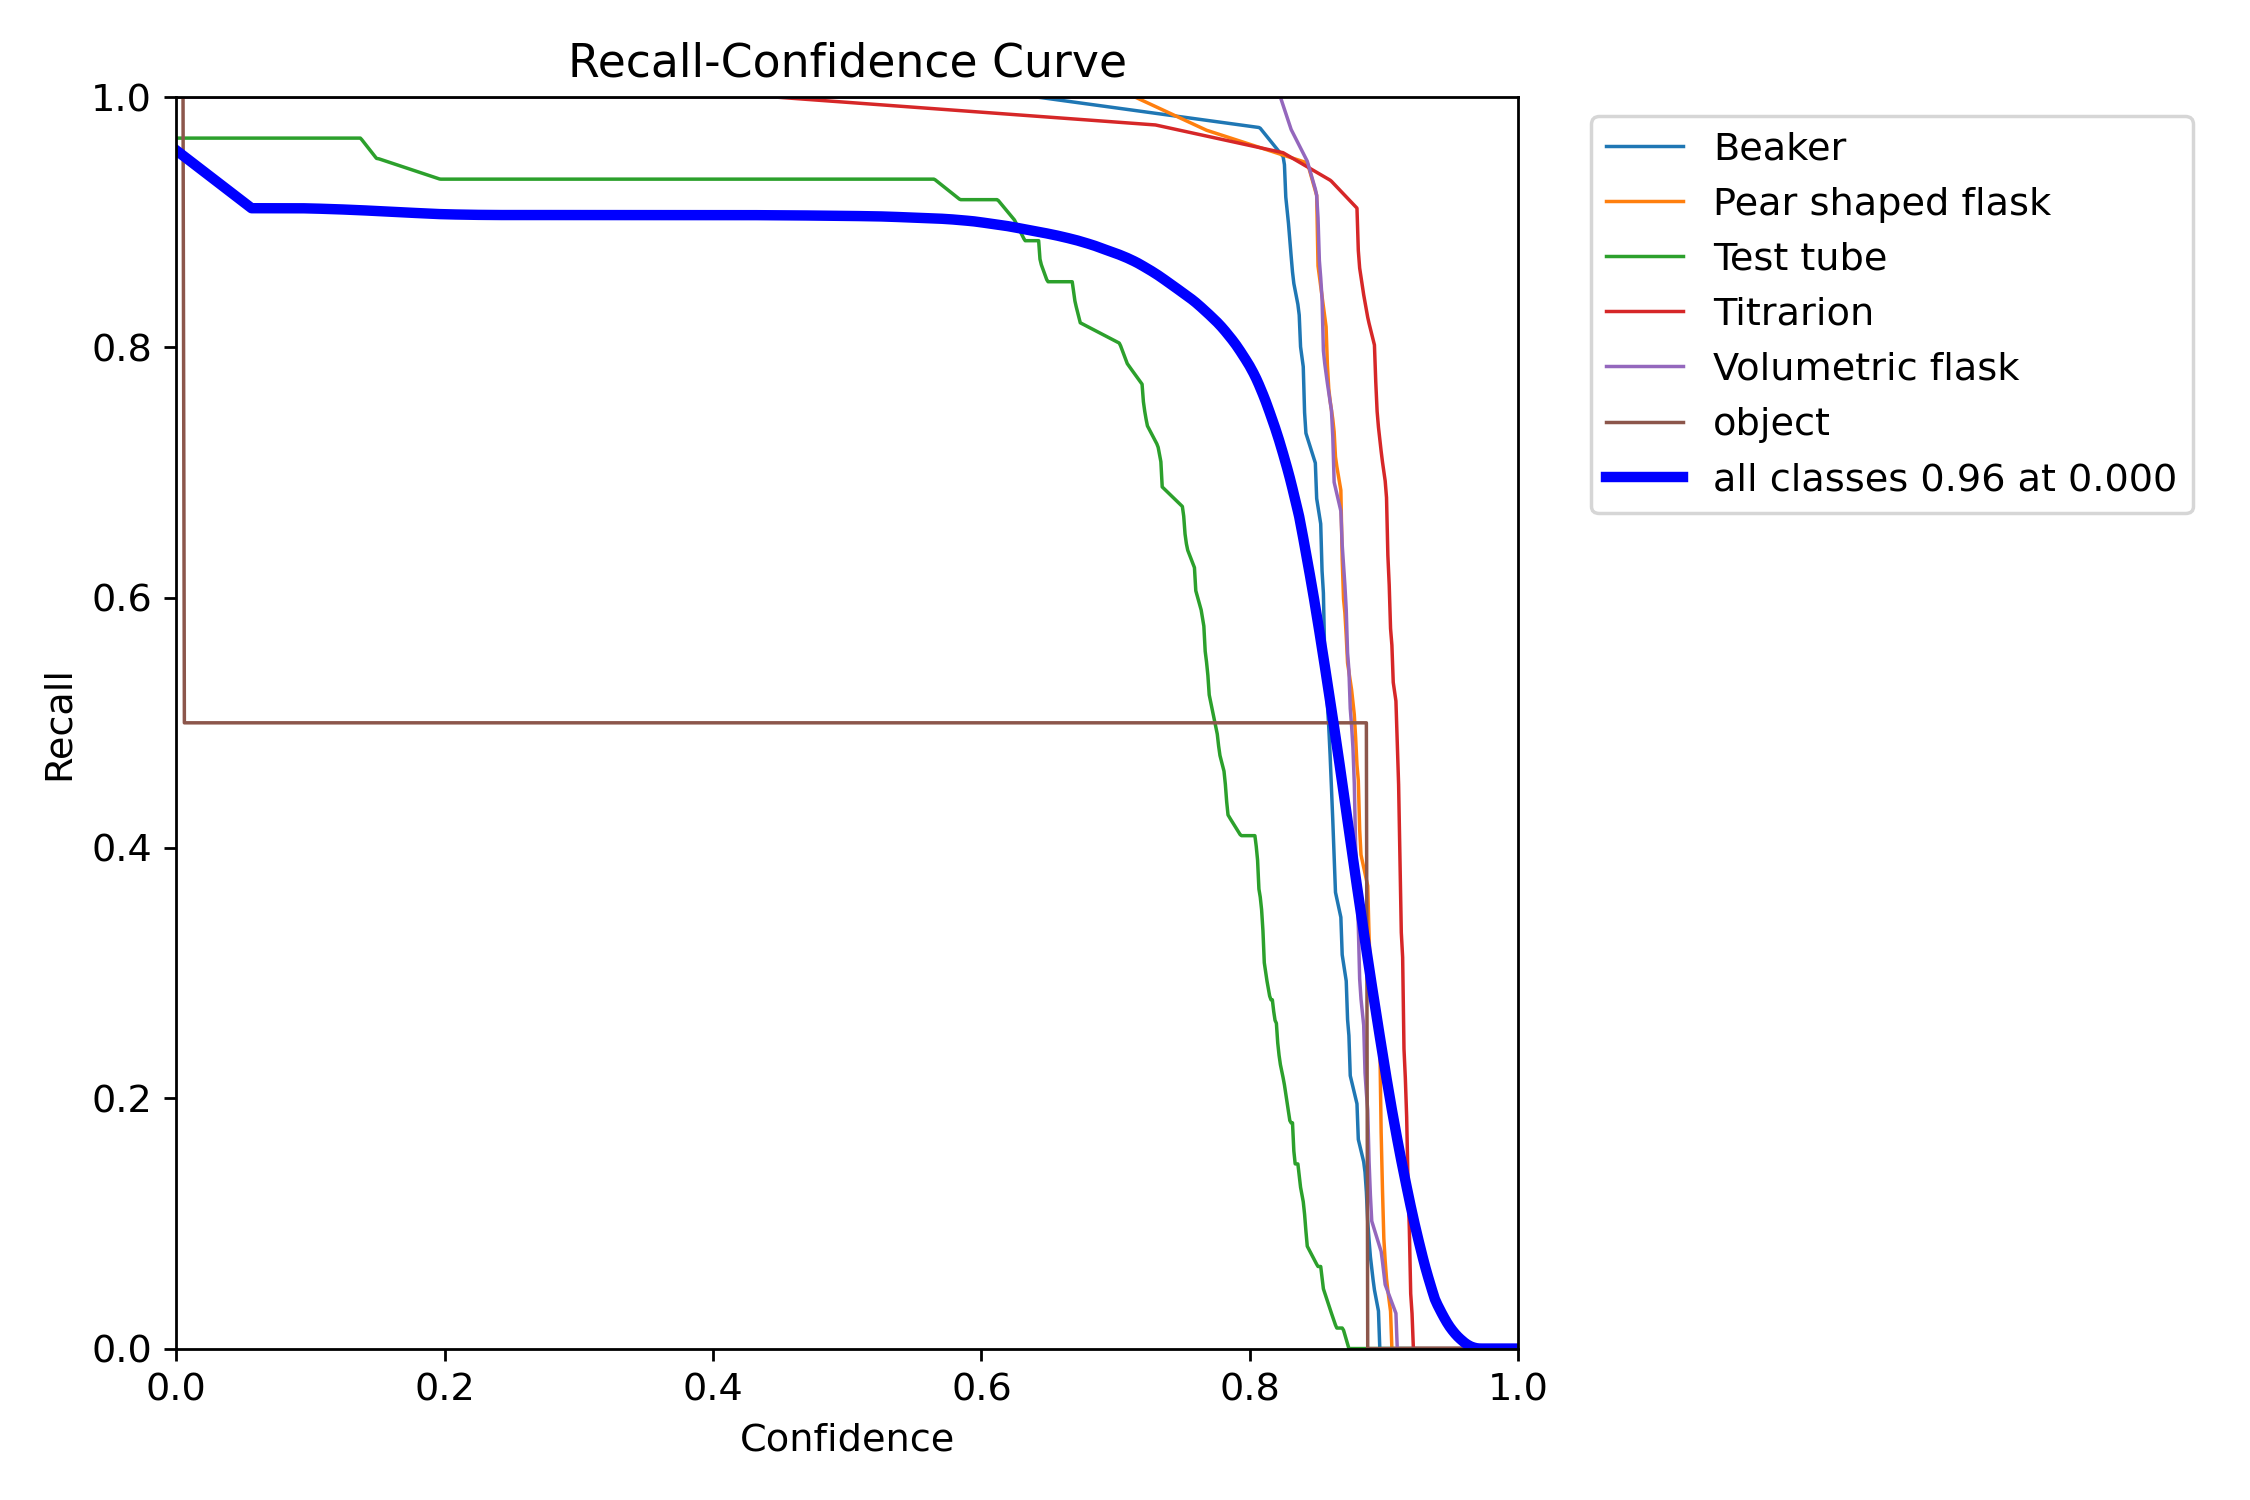 Recall-Confidence Curve
1.0
0.8
0.6
0.4
0.2
0.0
Recall
0.0 0.2 0.4 0.6 0.8 1.0
Confidence
Beaker
Pear shaped flask
Test tube
Titrarion
Volumetric flask
object
all classes 0.96 at 0.000